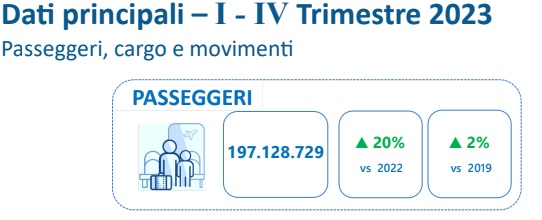 Dati principali – I - IV Trimestre 2023
Passeggeri, cargo e movimenti
PASSEGGERI
197.128.729
▲ 20%
vs 2022
▲ 2%
vs 2019